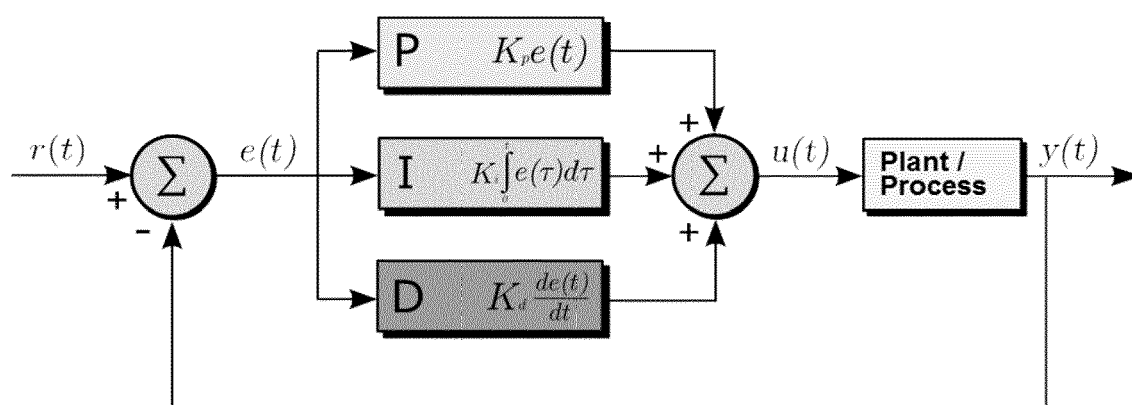 r(t)
+
-
Σ
e(t)
P K_p e(t)
I K_i ∫_0^t e(τ)dτ
D K_d de(t)/dt
+
+
+
Σ
u(t)
Plant /
Process
y(t)